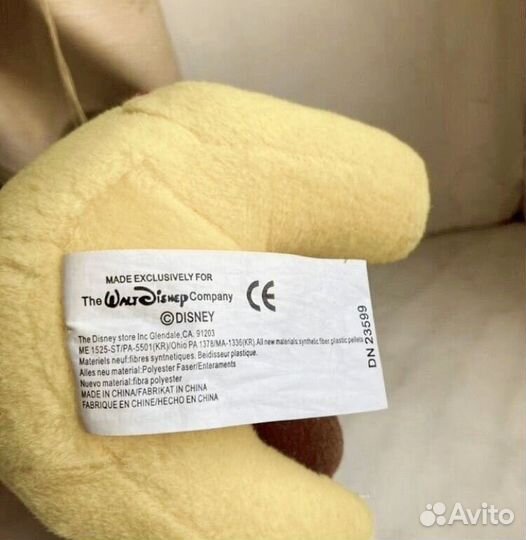 MADE EXCLUSIVELY FOR
The WALT DISNEP Company CE
©DISNEY
The Disney store Inc Glendale,CA. 91203
ME 1525-ST/PA-5501(KR)/Ohio PA 1378/MA-1336(KR).All new materials:synthetic fiber, plastic pellets
Materiels neuf:fibres syntnetiques. Beidisseur plastique.
Alles neu material:Polyester Faser/Enteraments
Nuevo material:fibra polyester
MADE IN CHINA/FABRIKAT IN CHINA
FABRIQUE EN CHINE/HECHO EN CHINA
DN 23599
Avito